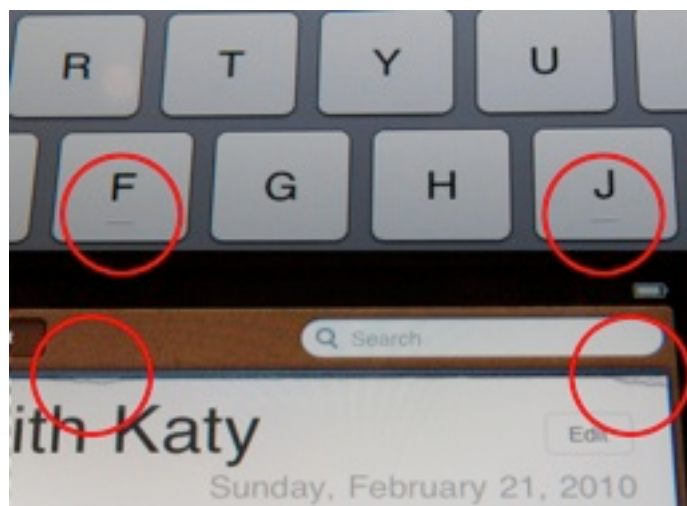 R T Y U
F G H J
Search
ith Katy
Edit
Sunday, February 21, 2010